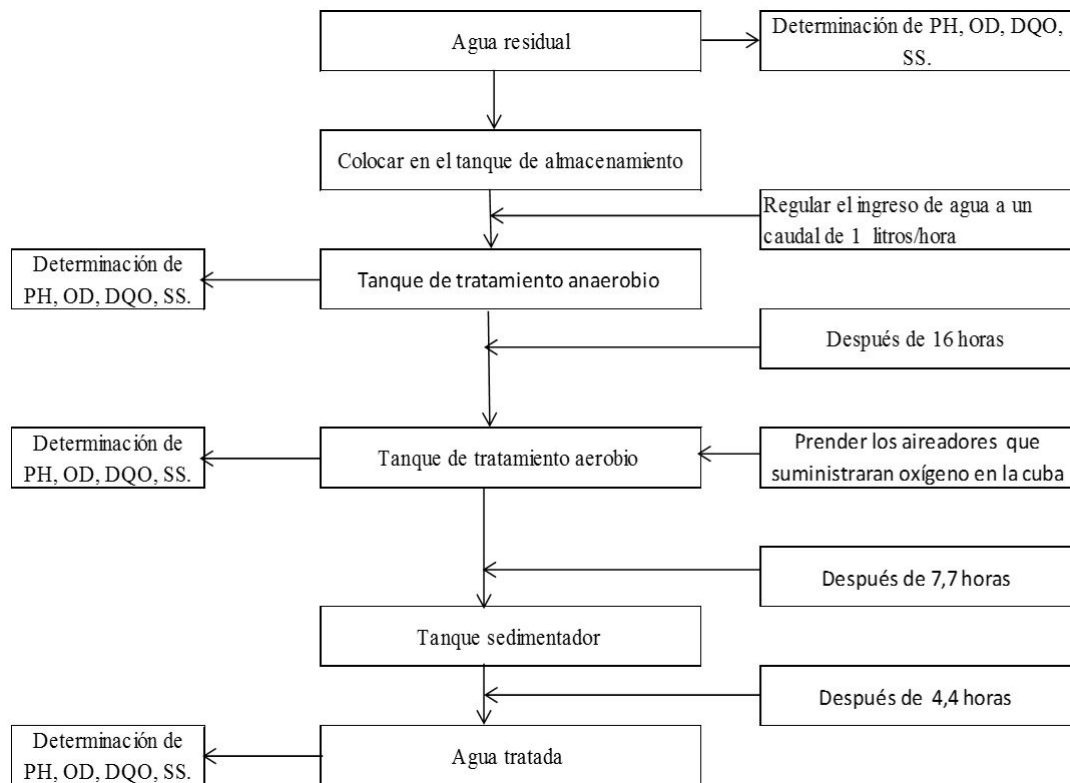 Agua residual
Determinación de PH, OD, DQO,
SS.
Colocar en el tanque de almacenamiento
Regular el ingreso de agua a un
caudal de 1 litros/hora
Determinación de
PH, OD, DQO, SS.
Tanque de tratamiento anaerobio
Después de 16 horas
Determinación de
PH, OD, DQO, SS.
Tanque de tratamiento aerobio
Prender los aireadores que
suministraran oxígeno en la cuba
Después de 7,7 horas
Tanque sedimentador
Después de 4,4 horas
Determinación de
PH, OD, DQO, SS.
Agua tratada